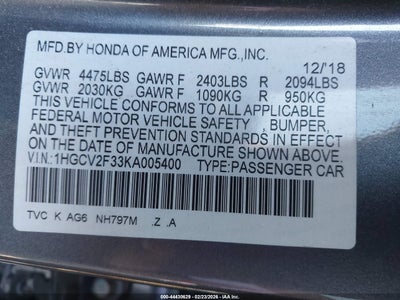 MFD.BY HONDA OF AMERICA MFG.,INC.
12/'18
GVWR 4475LBS GAWR F 2403LBS R 2094LBS
GVWR 2030KG GAWR F 1090KG R 950KG
THIS VEHICLE CONFORMS TO ALL APPLICABLE
FEDERAL MOTOR VEHICLE SAFETY , BUMPER,
AND THEFT PREVENTION STANDARDS IN EFFECT
ON THE DATE OF MANUFACTURE SHOWN ABOVE.
V.I.N.:1HGCV2F33KA005400 TYPE:PASSENGER CAR
TVC K AG6 NH797M .Z .A
000-44430629 - 02/23/2026 - IAA Inc.